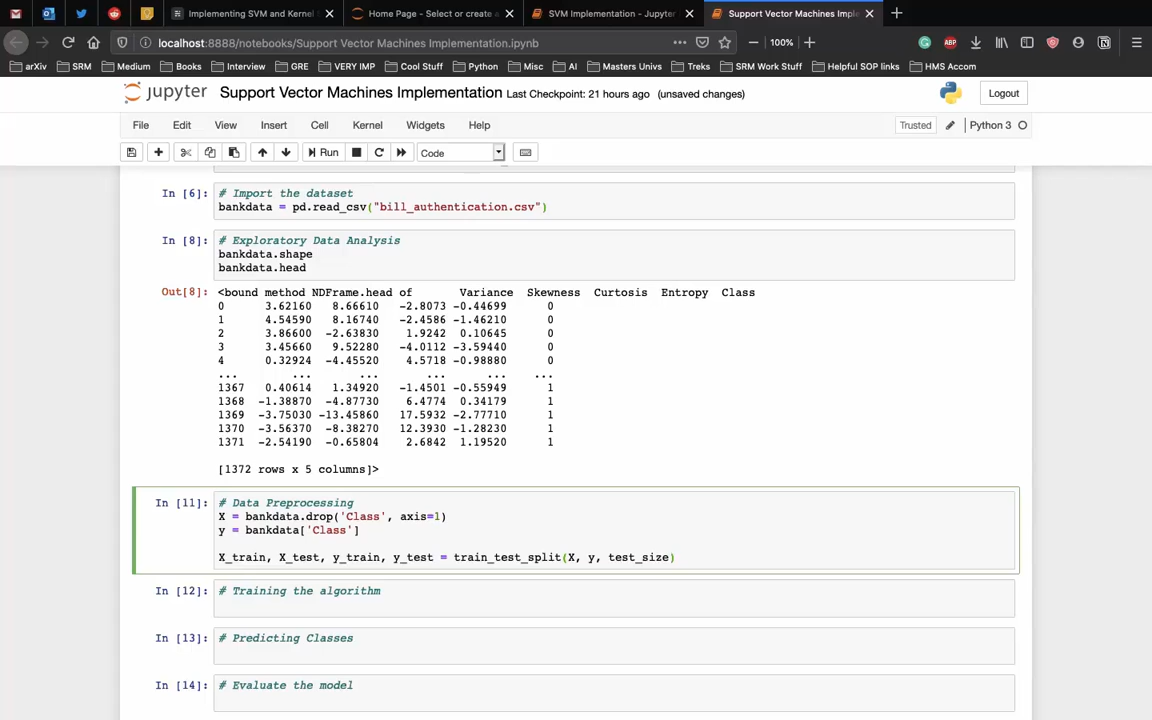 Implementing SVM and Kernel
Home Page - Select or create a
SVM Implementation - Jupyter
Support Vector Machines Imple
localhost:8888/notebooks/Support Vector Machines Implementation.ipynb
100%
ABP
arXiv SRM Medium Books Interview GRE VERY IMP Cool Stuff Python Misc AI Masters Univs Treks SRM Work Stuff Helpful SOP links HMS Accom
jupyter Support Vector Machines Implementation Last Checkpoint: 21 hours ago (unsaved changes) Logout
File Edit View Insert Cell Kernel Widgets Help Trusted Python 3
Run Code
In [6]: # Import the dataset
bankdata = pd.read_csv("bill_authentication.csv")
In [8]: # Exploratory Data Analysis
bankdata.shape
bankdata.head
Out[8]: <bound method NDFrame.head of Variance Skewness Curtosis Entropy Class
0 3.62160 8.66610 -2.8073 -0.44699 0
1 4.54590 8.16740 -2.4586 -1.46210 0
2 3.86600 -2.63830 1.9242 0.10645 0
3 3.45660 9.52280 -4.0112 -3.59440 0
4 0.32924 -4.45520 4.5718 -0.98880 0
... ... ... ... ... ...
1367 0.40614 1.34920 -1.4501 -0.55949 1
1368 -1.38870 -4.87730 6.4774 0.34179 1
1369 -3.75030 -13.45860 17.5932 -2.77710 1
1370 -3.56370 -8.38270 12.3930 -1.28230 1
1371 -2.54190 -0.65804 2.6842 1.19520 1
[1372 rows x 5 columns]>
In [11]: # Data Preprocessing
X = bankdata.drop('Class', axis=1)
y = bankdata['Class']
X_train, X_test, y_train, y_test = train_test_split(X, y, test_size)
In [12]: # Training the algorithm
In [13]: # Predicting Classes
In [14]: # Evaluate the model